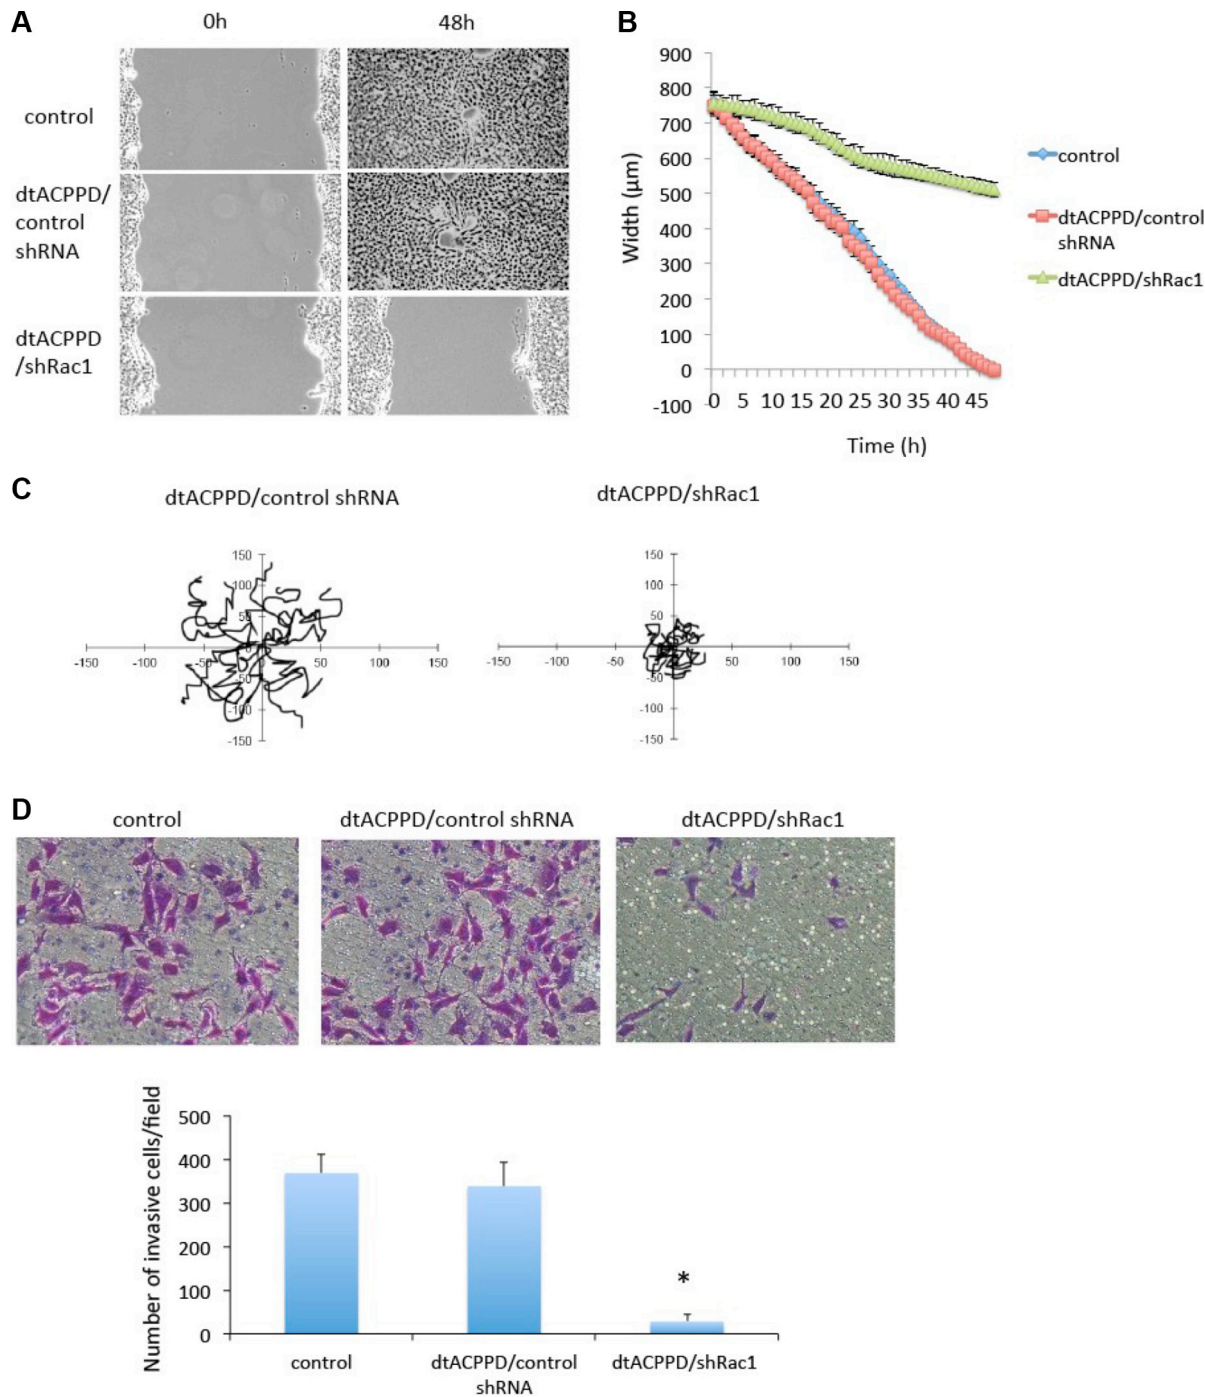 A
0h
48h
control
dtACPPD/
control
shRNA
dtACPPD
/shRac1
B
Width (µm)
900
800
700
600
500
400
300
200
100
0
-100
0 5 10 15 20 25 30 35 40 45
Time (h)
control
dtACPPD/control
shRNA
dtACPPD/shRac1
C
dtACPPD/control shRNA
150
100
50
0
-50
-100
-150
-150 -100 -50 0 50 100 150
dtACPPD/shRac1
150
100
50
-50
-100
-150
-150 -100 -50 50 100 150
D
control
dtACPPD/control shRNA
dtACPPD/shRac1
Number of invasive cells/field
500
400
300
200
100
0
*
control
dtACPPD/control
shRNA
dtACPPD/shRac1